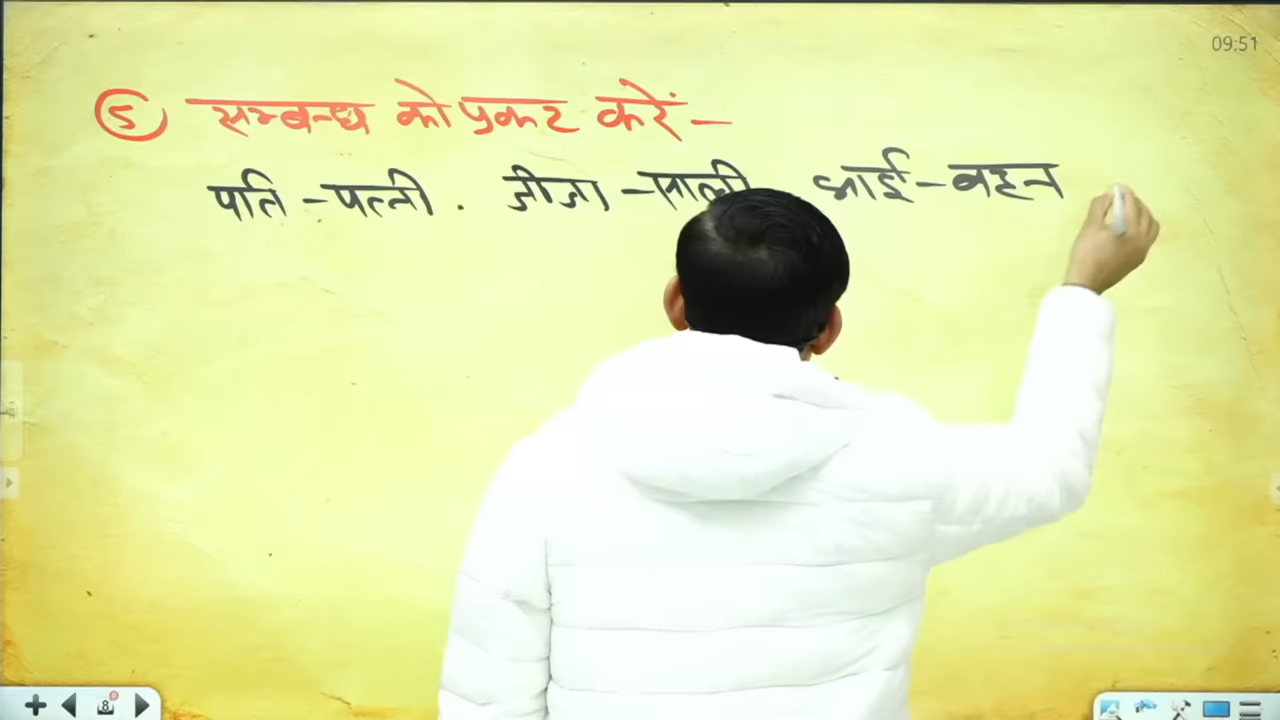 09:51
5 सम्बन्ध को प्रकट करें –
पति – पत्नी . जीजा – साली भाई – बहन
8